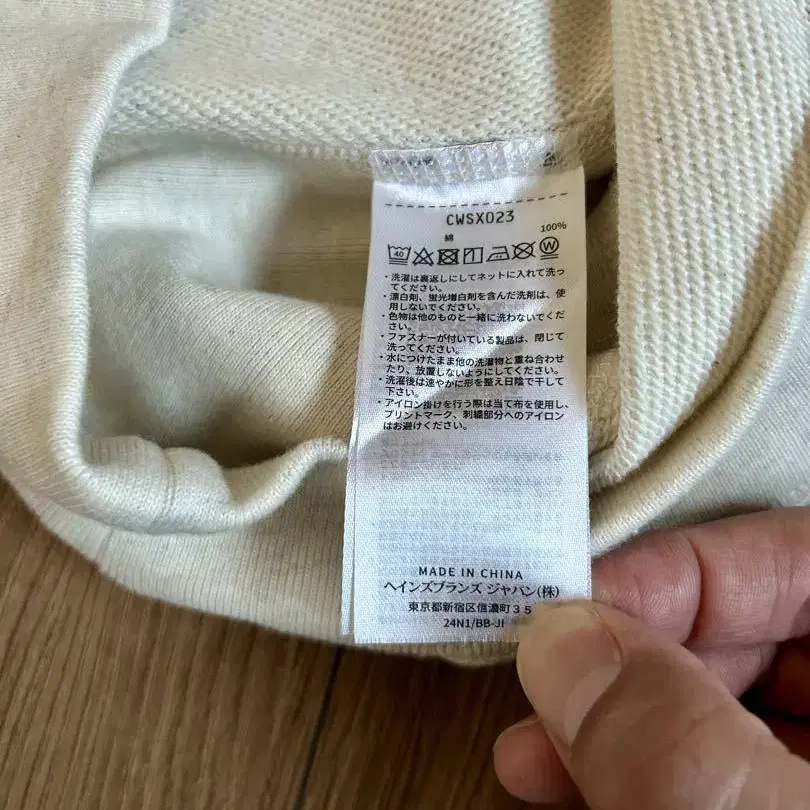 CWSX023
綿 100%
40 W
・洗濯は裏返しにしてネットに入れて洗っ
てください。
・漂白剤、蛍光増白剤を含んだ洗剤は、使
用しないでください。
・色物は他のものと一緒に洗わないでくだ
さい。
・ファスナーが付いている製品は、閉じて
洗ってください。
・水につけたまま他の洗濯物と重ね合わせ
たり、放置しないようにしてください。
・洗濯後は速やかに形を整え日陰で干して
下さい。
・アイロン掛けを行う際は当て布を使用し、
プリントマーク、刺繍部分へのアイロン
はお避けください。
MADE IN CHINA
ヘインズブランズ ジャパン(株)
東京都新宿区信濃町35
24N1/BB-JI